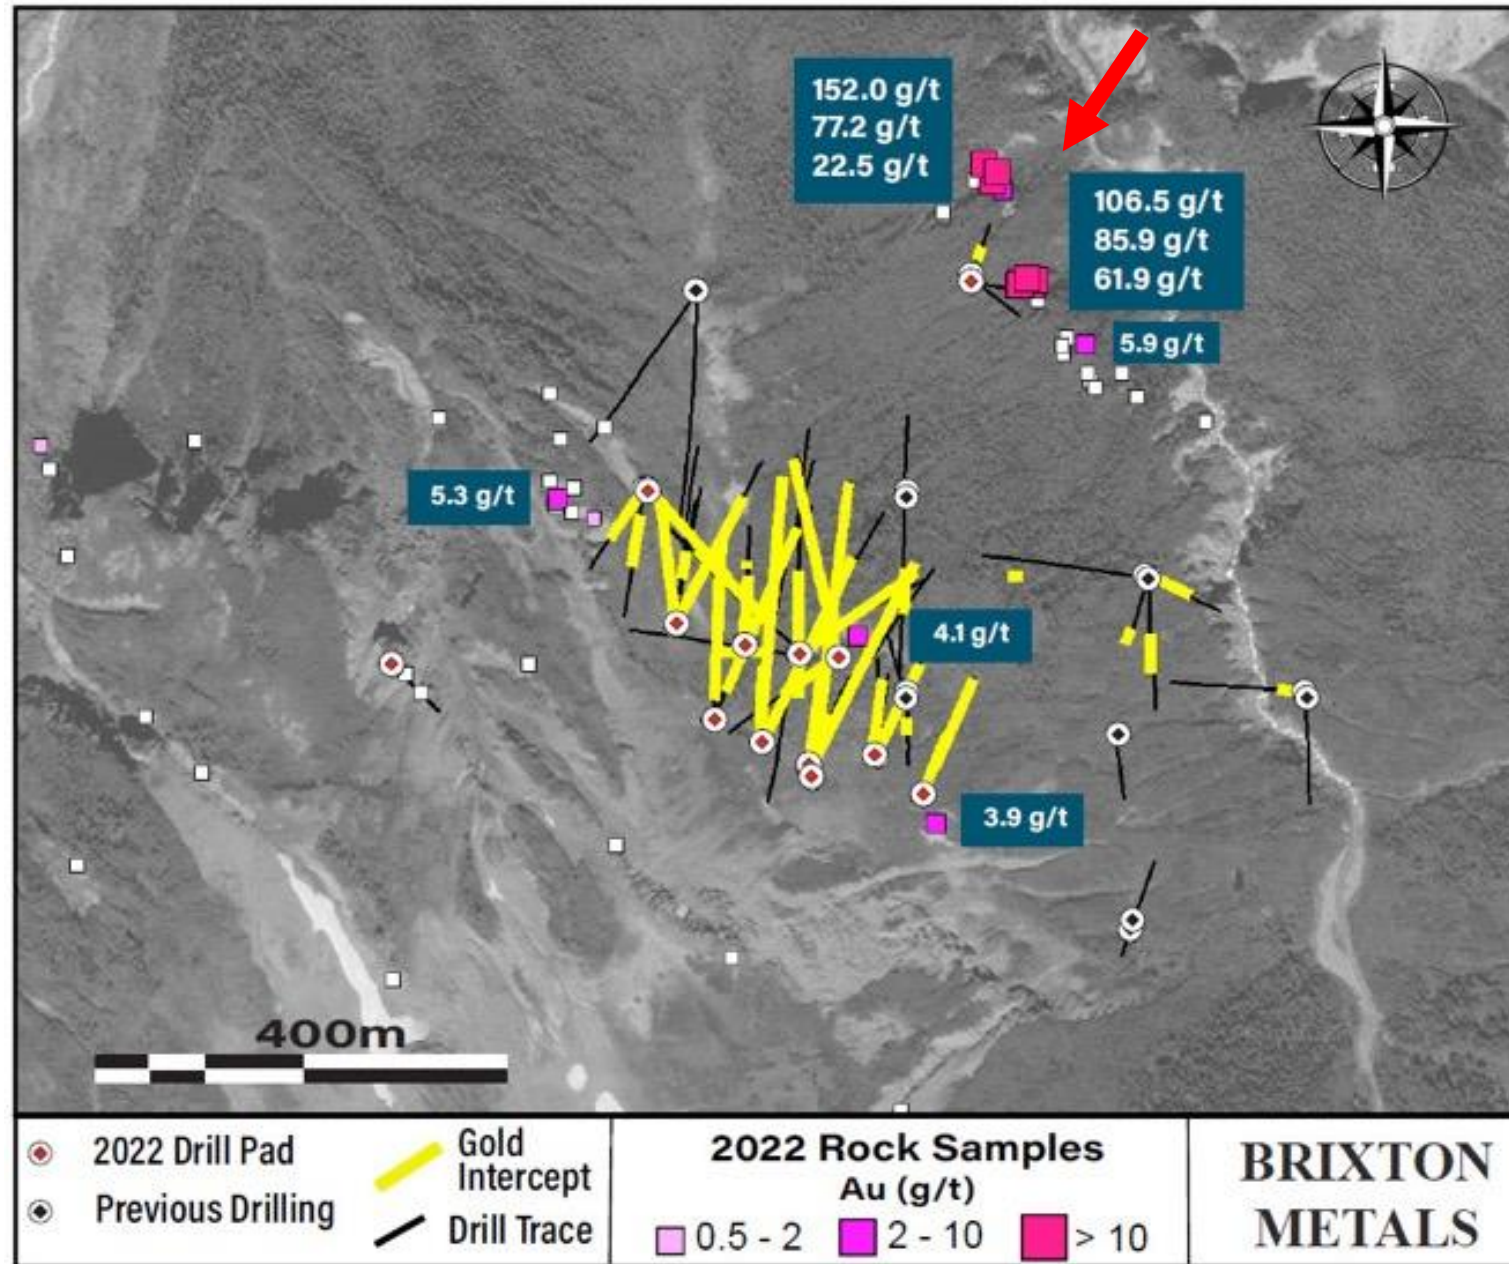 152.0 g/t
77.2 g/t
22.5 g/t
106.5 g/t
85.9 g/t
61.9 g/t
5.9 g/t
5.3 g/t
4.1 g/t
3.9 g/t
400m
2022 Drill Pad
Previous Drilling
Gold
Intercept
Drill Trace
2022 Rock Samples
Au (g/t)
0.5 - 2
2 - 10
> 10
BRIXTON
METALS